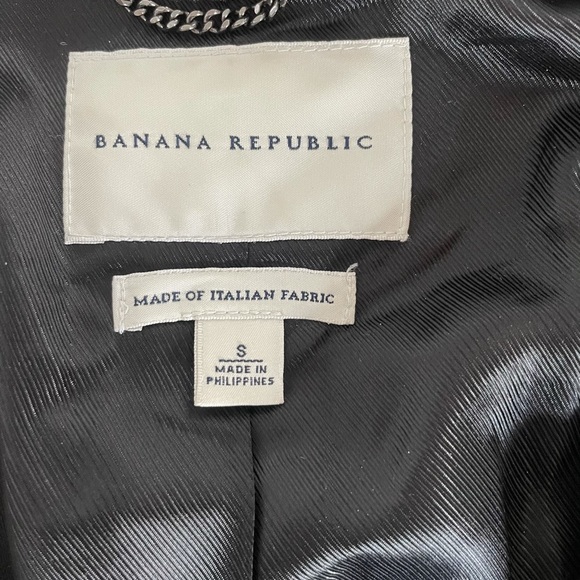 BANANA REPUBLIC
MADE OF ITALIAN FABRIC
S
MADE IN
PHILIPPINES